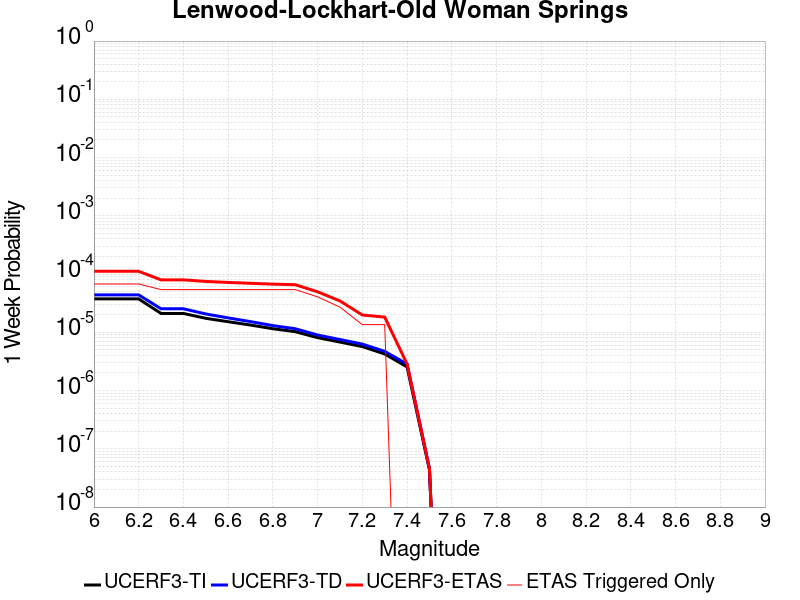 Lenwood-Lockhart-Old Woman Springs
10^0
10^-1
10^-2
10^-3
10^-4
10^-5
10^-6
10^-7
10^-8
1 Week Probability
6 6.2 6.4 6.6 6.8 7 7.2 7.4 7.6 7.8 8 8.2 8.4 8.6 8.8 9
Magnitude
UCERF3-TI UCERF3-TD UCERF3-ETAS ETAS Triggered Only